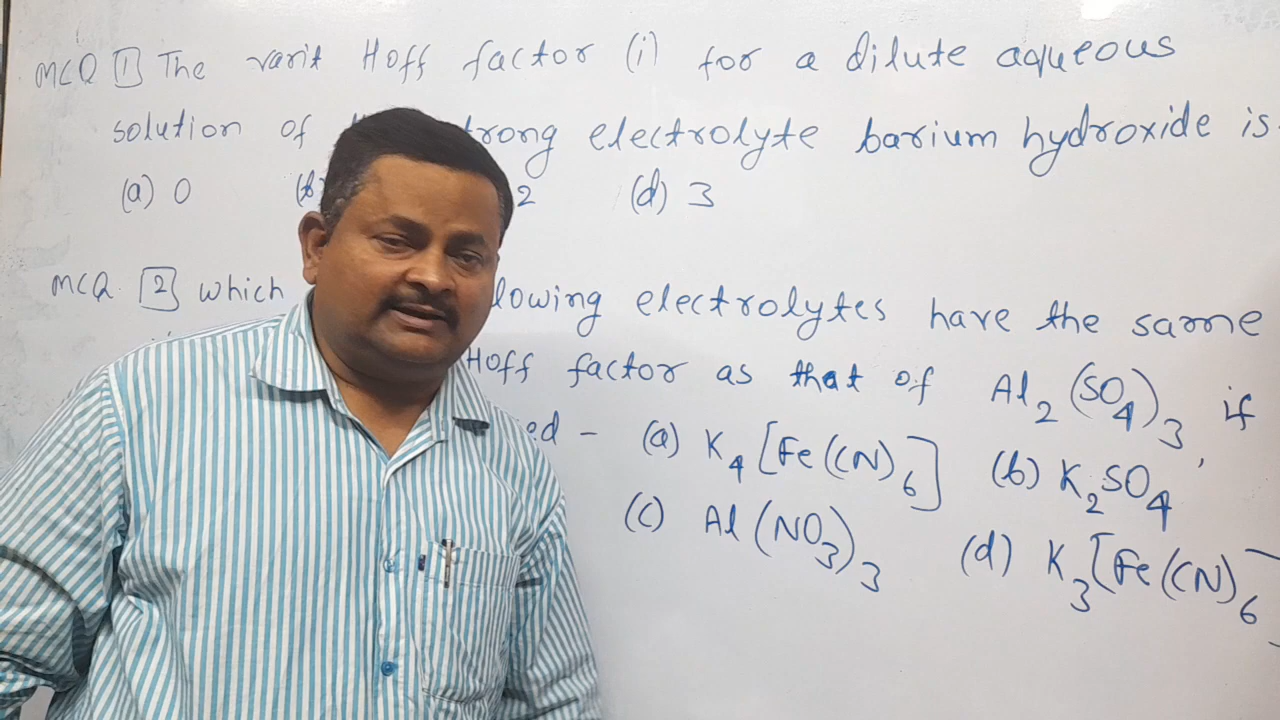 MCQ 1 The van't Hoff factor (i) for a dilute aqueous
solution of strong electrolyte barium hydroxide is
(a) 0 (b) 2 (d) 3
MCQ. 2 which lowing electrolytes have the same
Hoff factor as that of Al2(SO4)3, if
ed - (a) K4[Fe(CN)6] (b) K2SO4
(c) Al(NO3)3 (d) K3[Fe(CN)6